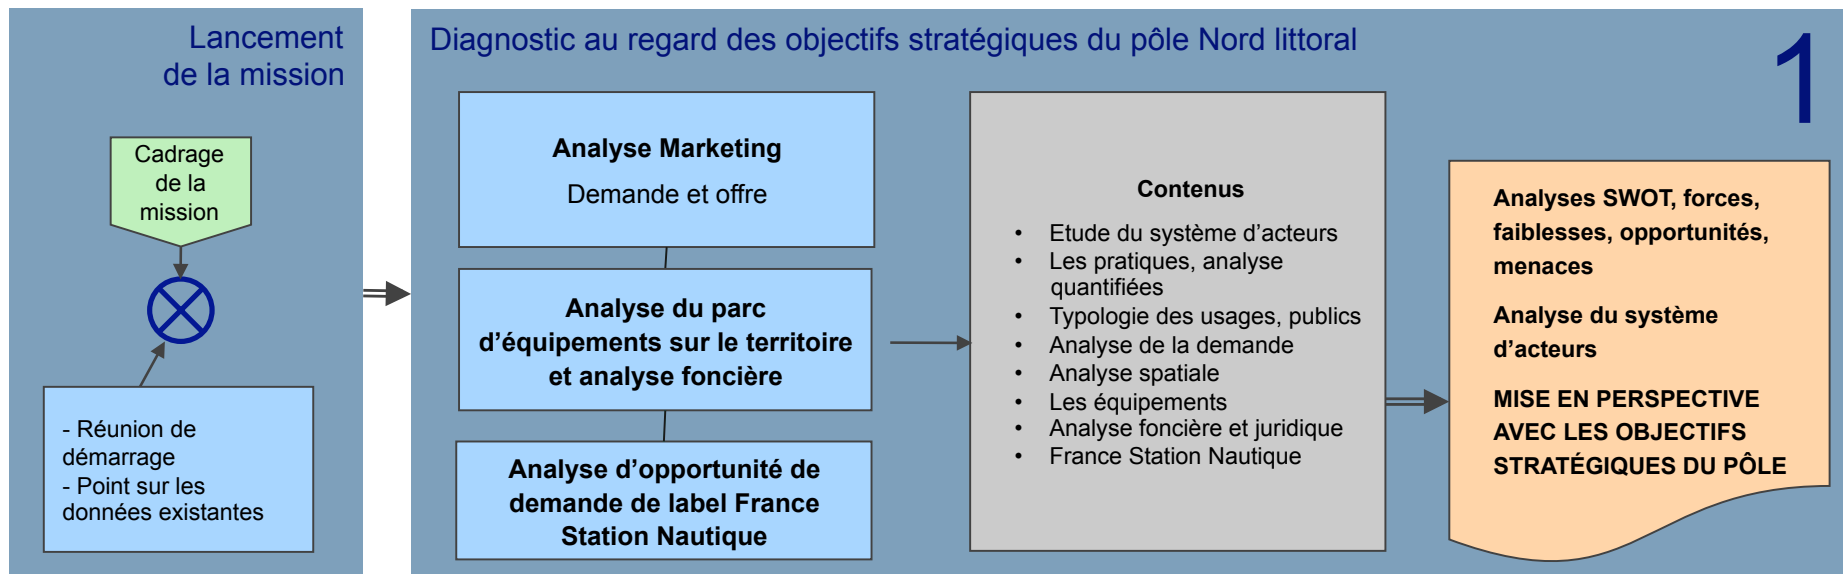 Lancement
de la mission
Cadrage
de la
mission
- Réunion de
démarrage
- Point sur les
données existantes
Diagnostic au regard des objectifs stratégiques du pôle Nord littoral
1
Analyse Marketing
Demande et offre
Analyse du parc
d’équipements sur le territoire
et analyse foncière
Analyse d’opportunité de
demande de label France
Station Nautique
Contenus
• Etude du système d’acteurs
• Les pratiques, analyse
quantifiées
• Typologie des usages, publics
• Analyse de la demande
• Analyse spatiale
• Les équipements
• Analyse foncière et juridique
• France Station Nautique
Analyses SWOT, forces,
faiblesses, opportunités,
menaces
Analyse du système
d’acteurs
MISE EN PERSPECTIVE
AVEC LES OBJECTIFS
STRATÉGIQUES DU PÔLE